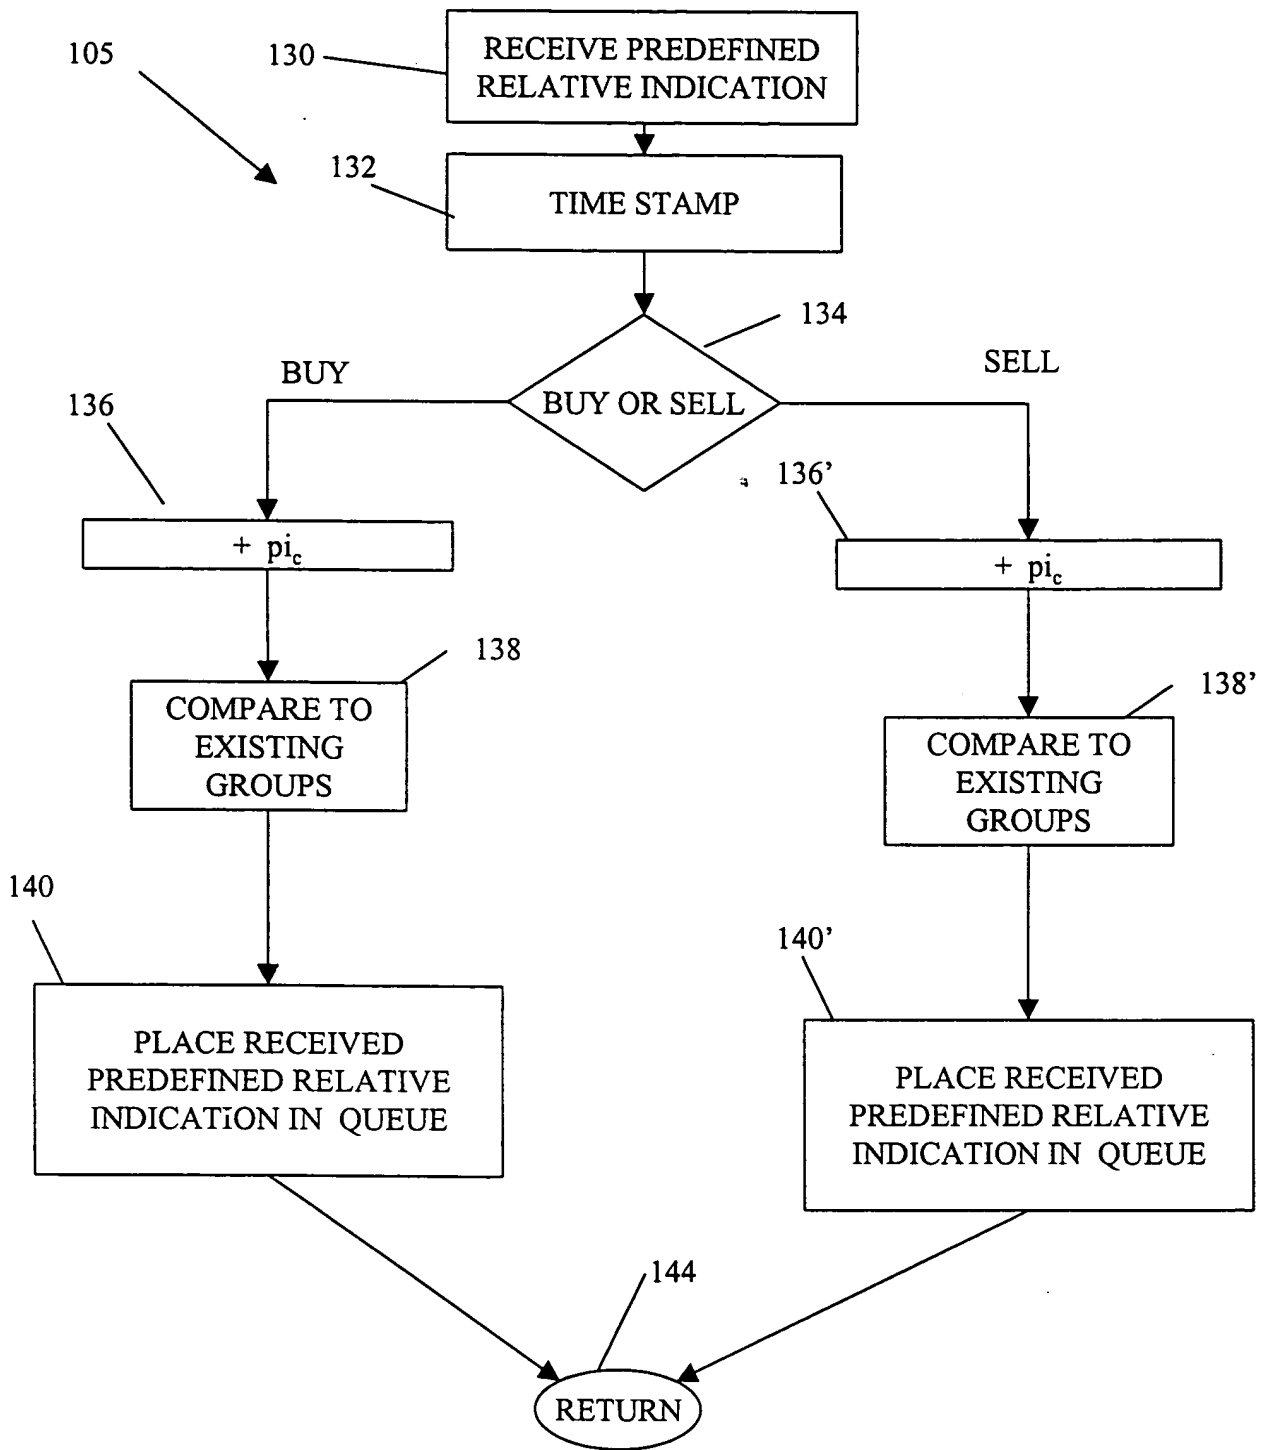 105
130
RECEIVE PREDEFINED
RELATIVE INDICATION
132
TIME STAMP
134
BUY OR SELL
BUY
SELL
136
+ pi_c
136’
+ pi_c
138
COMPARE TO
EXISTING
GROUPS
138’
COMPARE TO
EXISTING
GROUPS
140
PLACE RECEIVED
PREDEFINED RELATIVE
INDICATION IN QUEUE
140’
PLACE RECEIVED
PREDEFINED RELATIVE
INDICATION IN QUEUE
144
RETURN